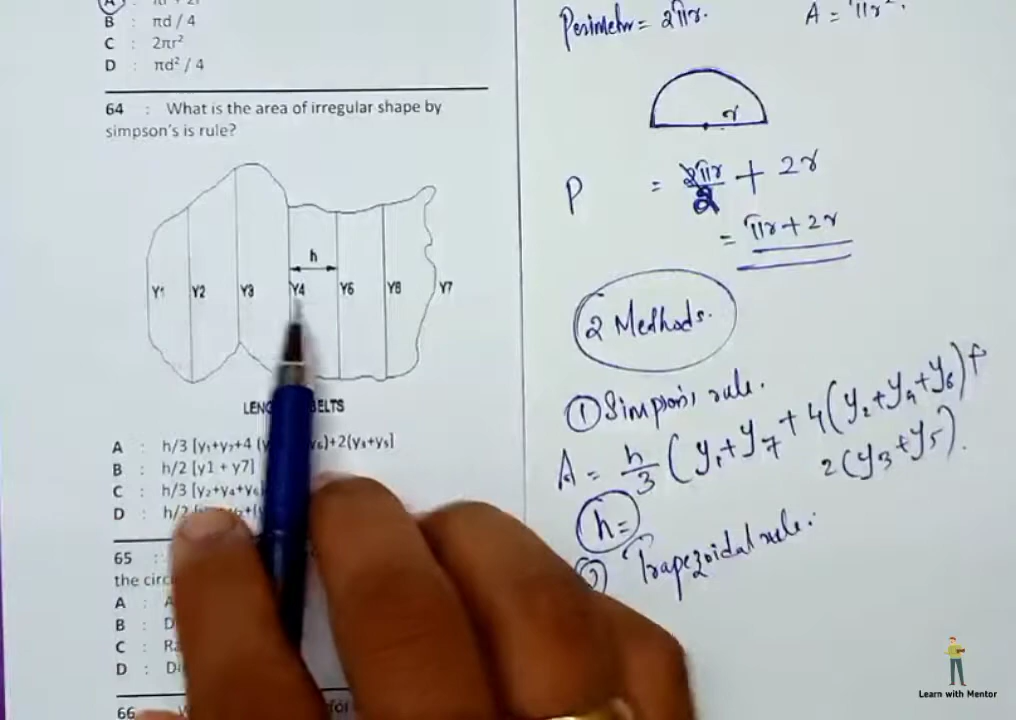 B : πd / 4
C : 2πr²
D : πd² / 4
64 : What is the area of irregular shape by
simpson's is rule?
h
Y1 Y2 Y3 Y4 Y6 Y8 Y7
BELTS
A : h/3 [y₁+y₇+4 )+2(y₃+y₅]
B : h/2 [y1 + y7]
C : h/3 [y₂+y₄+y₆
D : h/2
65 :
the circ
A :
B :
C :
D :
66
Perimeter = 2πr.
A = πr².
r
P = 2πr/2 + 2r
= πr + 2r
2 Methods.
① Simpson's rule.
A = h/3 (y₁+y₇ + 4(y₂+y₄+y₆)+
2(y₃+y₅).
h=
② Trapezoidal rule.
Learn with Mentor